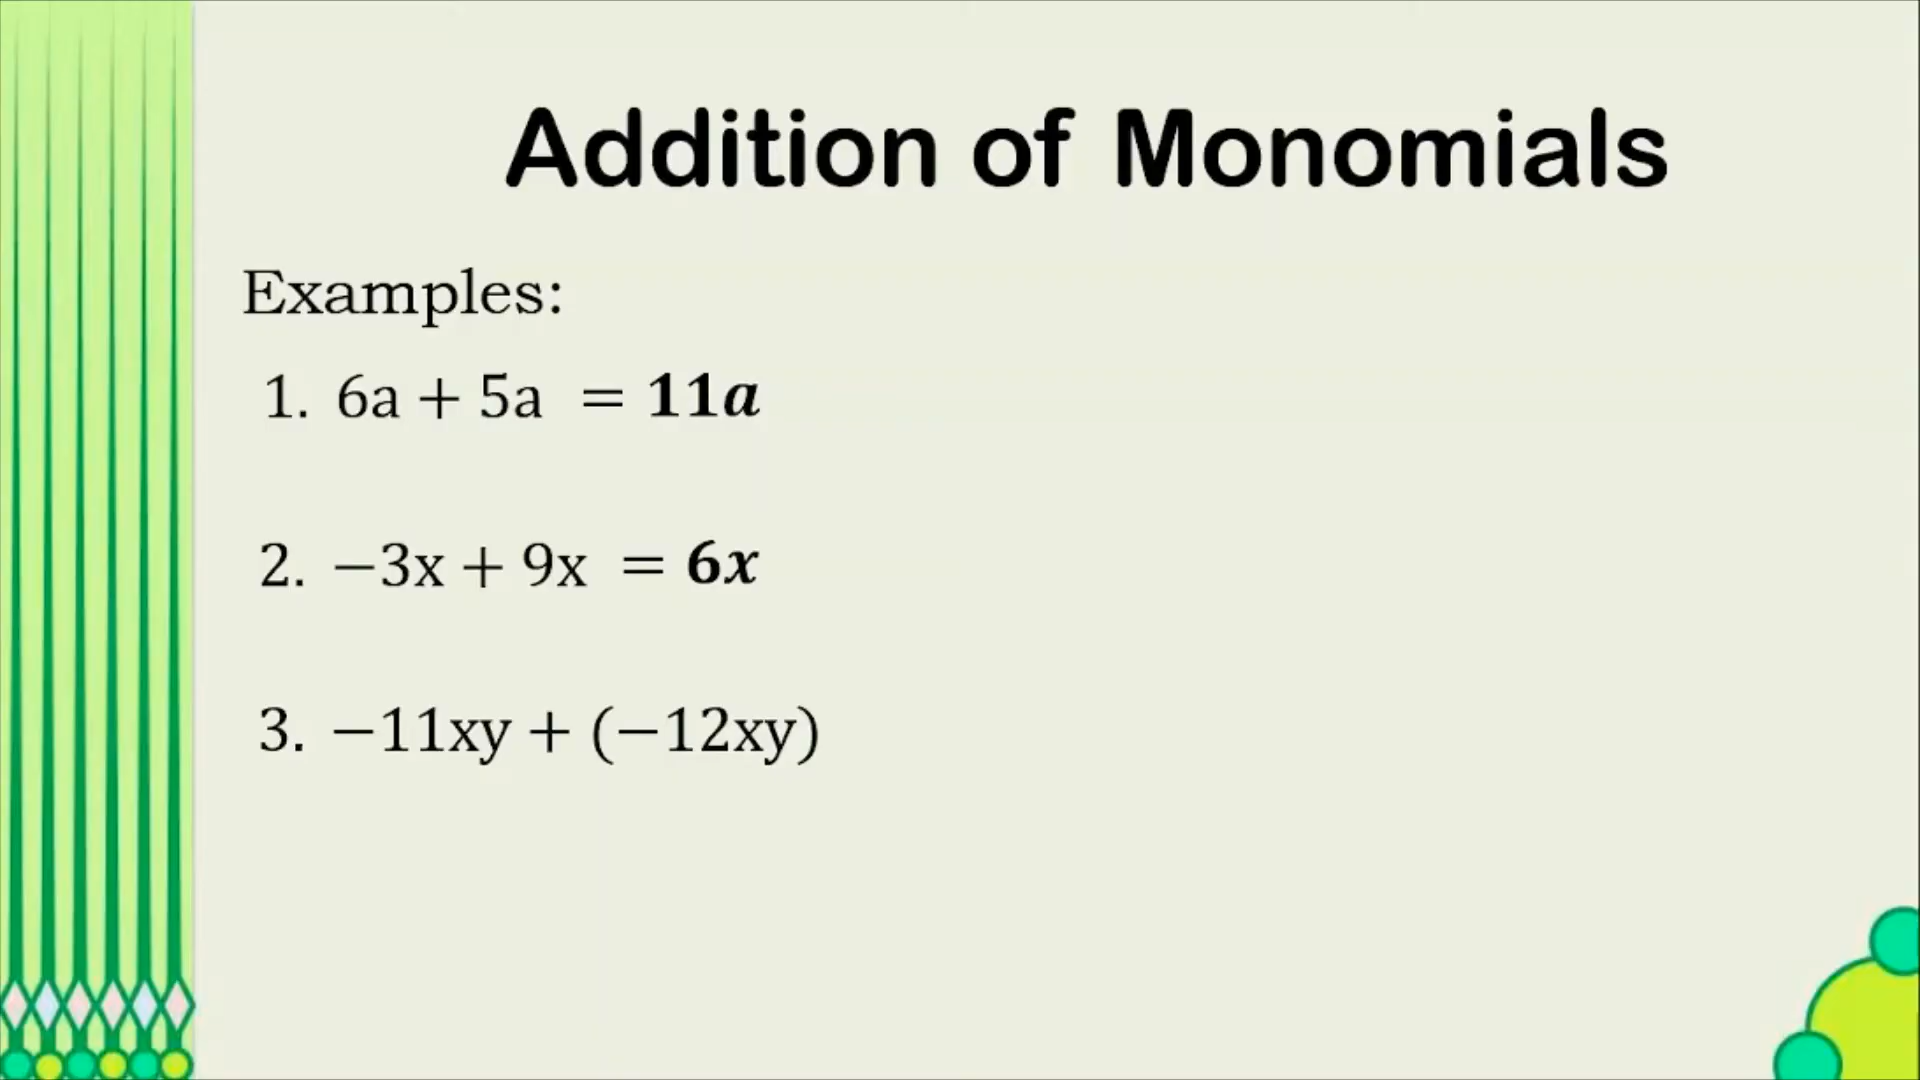 Addition of Monomials
Examples:
1. 6a + 5a = 11a
2. −3x + 9x = 6x
3. −11xy + (−12xy)